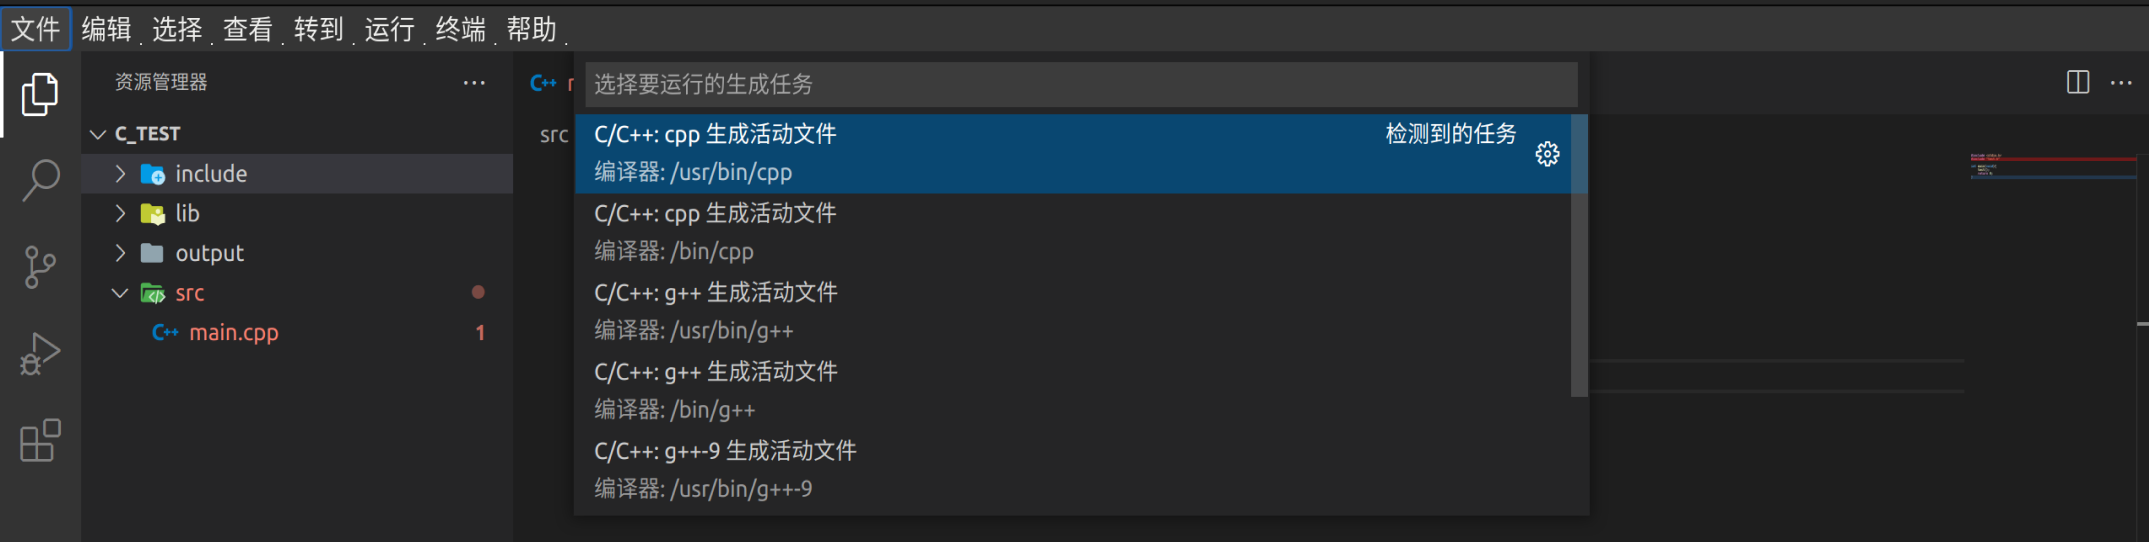 文件 编辑 选择 查看 转到 运行 终端 帮助
资源管理器
C_TEST
include
lib
output
src
main.cpp 1
C++
src
选择要运行的生成任务
C/C++: cpp 生成活动文件 检测到的任务
编译器: /usr/bin/cpp
C/C++: cpp 生成活动文件
编译器: /bin/cpp
C/C++: g++ 生成活动文件
编译器: /usr/bin/g++
C/C++: g++ 生成活动文件
编译器: /bin/g++
C/C++: g++-9 生成活动文件
编译器: /usr/bin/g++-9